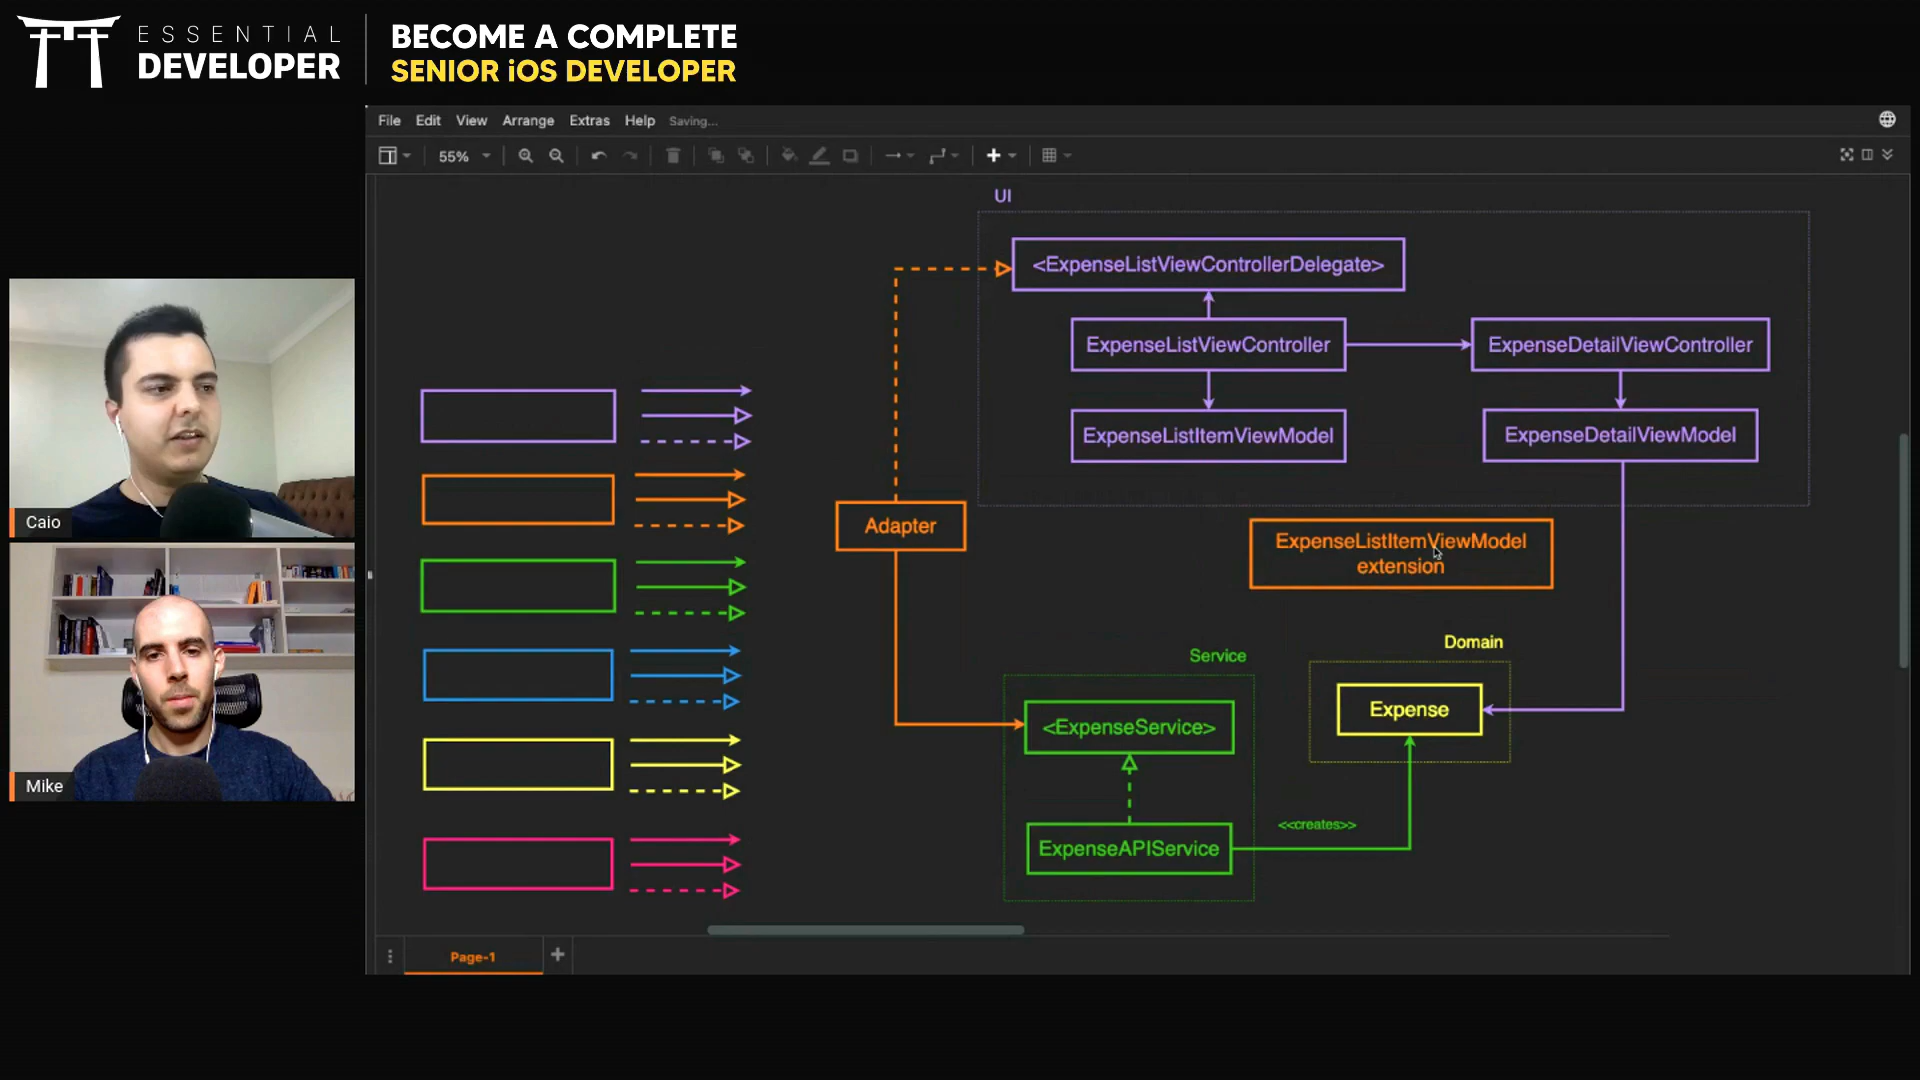 ESSENTIAL
DEVELOPER
BECOME A COMPLETE
SENIOR iOS DEVELOPER
File Edit View Arrange Extras Help Saving...
55%
UI
<ExpenseListViewControllerDelegate>
ExpenseListViewController
ExpenseDetailViewController
ExpenseListItemViewModel
ExpenseDetailViewModel
Adapter
ExpenseListItemViewModel
extension
Domain
Service
Expense
<ExpenseService>
<<creates>>
ExpenseAPIService
Caio
Mike
Page-1